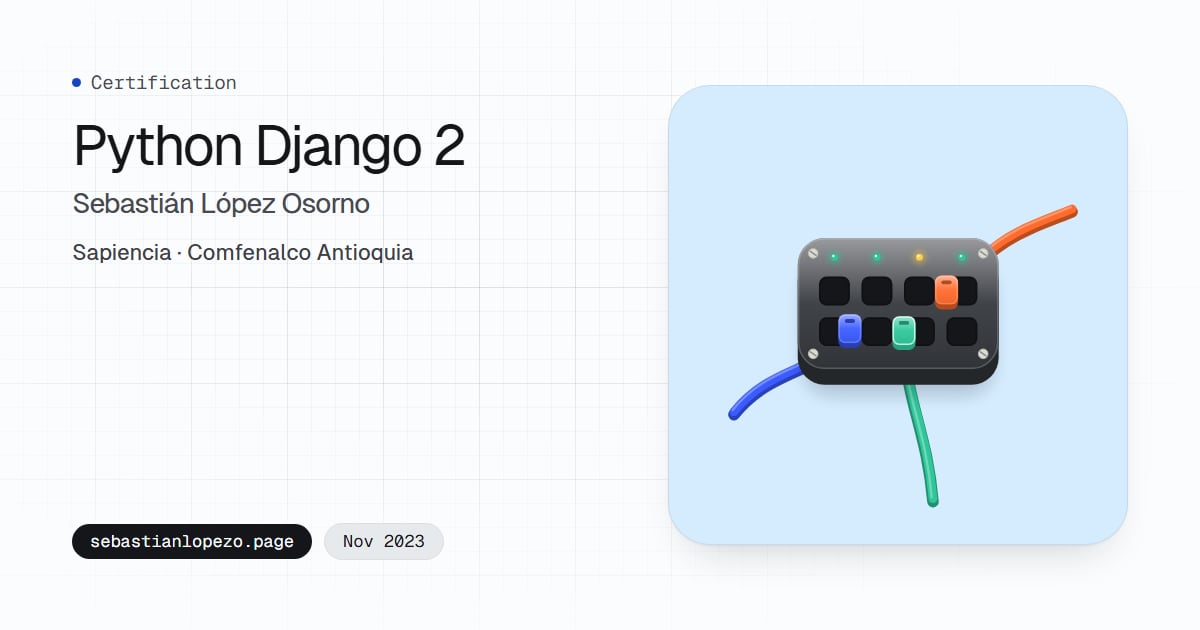 Certification
Python Django 2
Sebastián López Osorno
Sapiencia · Comfenalco Antioquia
sebastianlopezo.page
Nov 2023